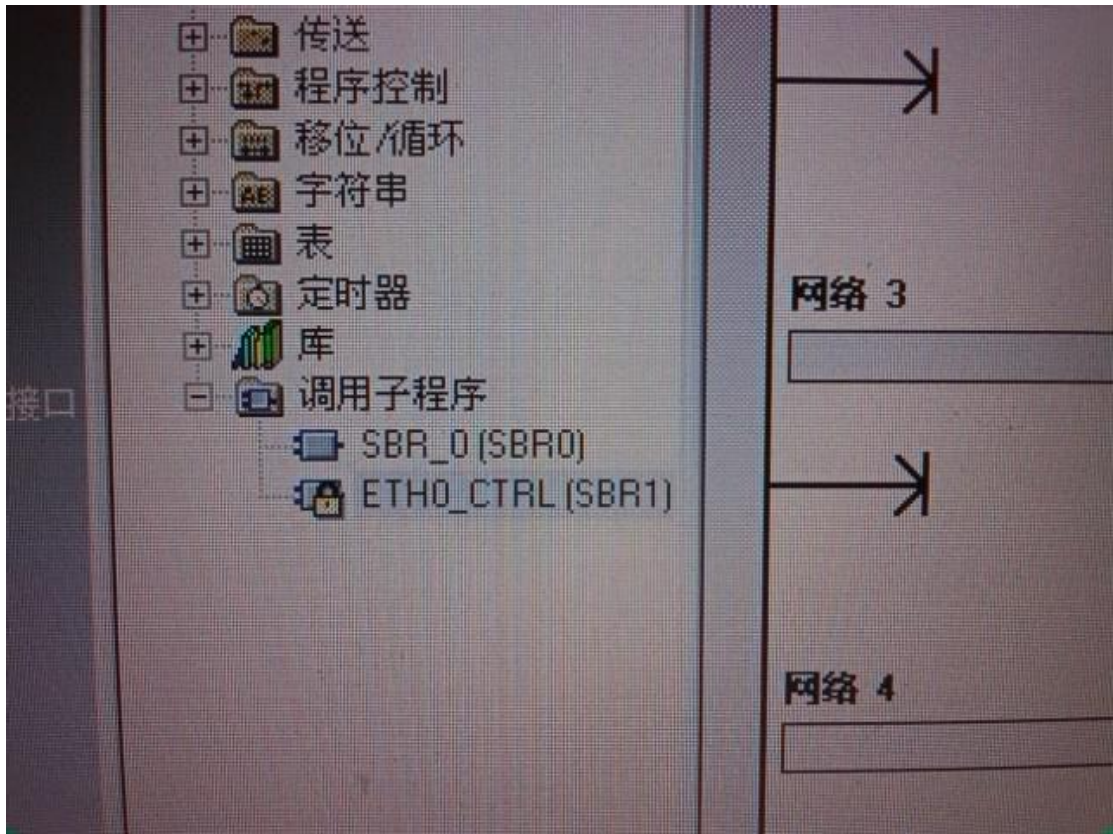 传送
程序控制
移位/循环
字符串
表
定时器
库
调用子程序
SBR_0 (SBR0)
ETH0_CTRL (SBR1)
接口
网络 3
网络 4